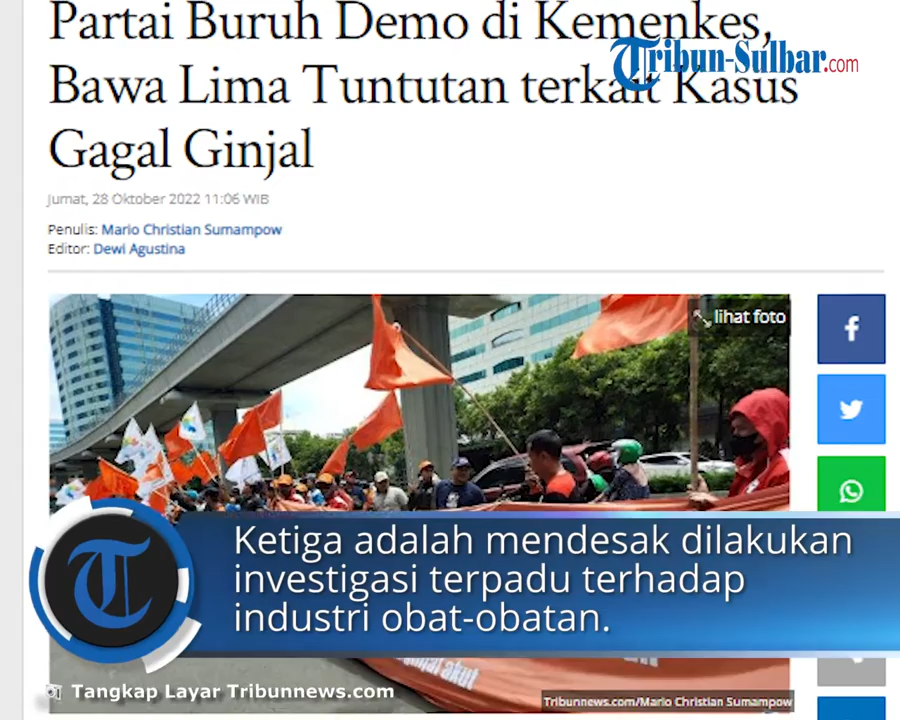 Partai Buruh Demo di Kemenkes,
Tribun-Sulbar.com
Bawa Lima Tuntutan terkait Kasus
Gagal Ginjal
Jumat, 28 Oktober 2022 11:06 WIB
Penulis: Mario Christian Sumampow
Editor: Dewi Agustina
lihat foto
Ketiga adalah mendesak dilakukan
investigasi terpadu terhadap
industri obat-obatan.
Tangkap Layar Tribunnews.com
Tribunnews.com/Mario Christian Sumampow